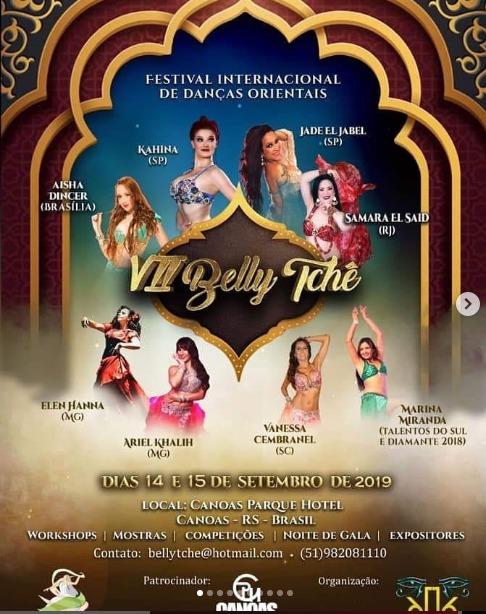 FESTIVAL INTERNACIONAL
DE DANÇAS ORIENTAIS
JADE EL JABEL
(SP)
KAHINA
(SP)
AISHA
DINCER
(BRASÍLIA)
SAMARA EL SAID
(RJ)
VII Belly Tchê
ELEN HANNA
(MG)
ARIEL KHALIH
(MG)
VANESSA
CEMBRANEL
(SC)
MARINA
MIRANDA
(TALENTOS DO SUL
E DIAMANTE 2018)
DIAS 14 E 15 DE SETEMBRO DE 2019
LOCAL: CANOAS PARQUE HOTEL
CANOAS - RS - BRASIL
WORKSHOPS | MOSTRAS | COMPETIÇÕES | NOITE DE GALA | EXPOSITORES
Contato: bellytche@hotmail.com • (51)982081110
Patrocinador:
Organização:
CANOAS